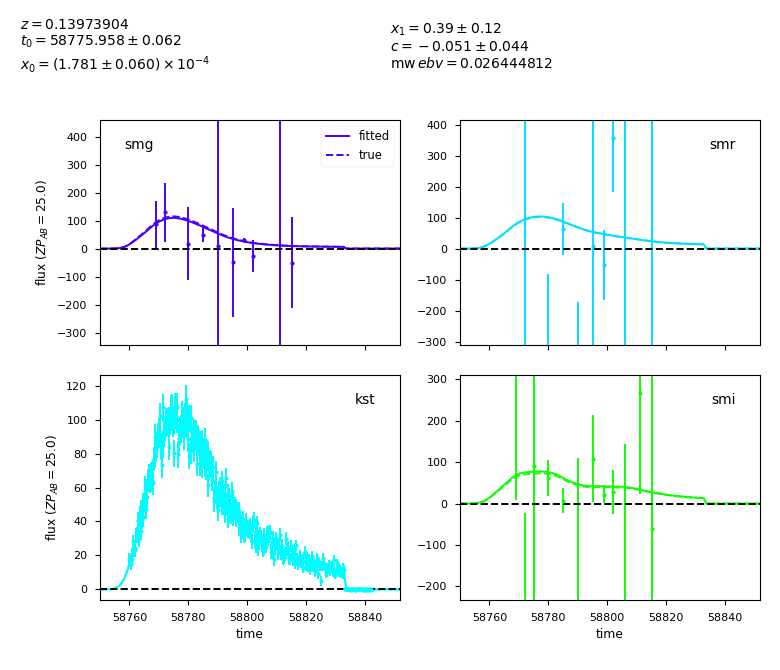 z = 0.13973904
t₀ = 58775.958 ± 0.062
x₀ = (1.781 ± 0.060) × 10⁻⁴
x₁ = 0.39 ± 0.12
c = −0.051 ± 0.044
mw ebv = 0.026444812
smg
fitted
true
400
300
200
100
0
−100
−200
−300
flux (ZP_AB = 25.0)
smr
400
300
200
100
0
−100
−200
−300
kst
120
100
80
60
40
20
0
flux (ZP_AB = 25.0)
58760 58780 58800 58820 58840
time
smi
300
200
100
0
−100
−200
58760 58780 58800 58820 58840
time